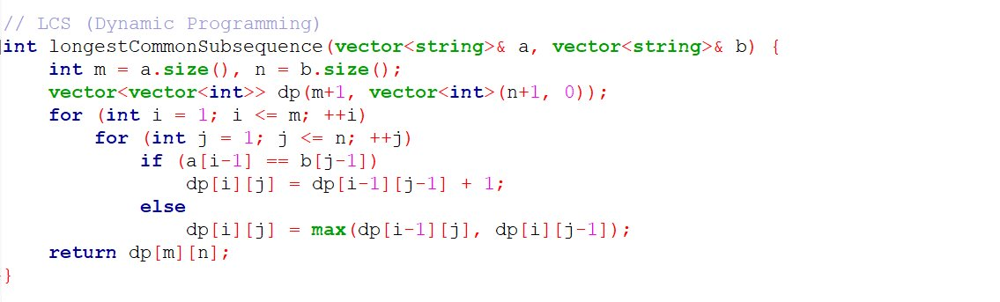 // LCS (Dynamic Programming)
int longestCommonSubsequence(vector<string>& a, vector<string>& b) {
    int m = a.size(), n = b.size();
    vector<vector<int>> dp(m+1, vector<int>(n+1, 0));
    for (int i = 1; i <= m; ++i)
        for (int j = 1; j <= n; ++j)
            if (a[i-1] == b[j-1])
                dp[i][j] = dp[i-1][j-1] + 1;
            else
                dp[i][j] = max(dp[i-1][j], dp[i][j-1]);
    return dp[m][n];
}